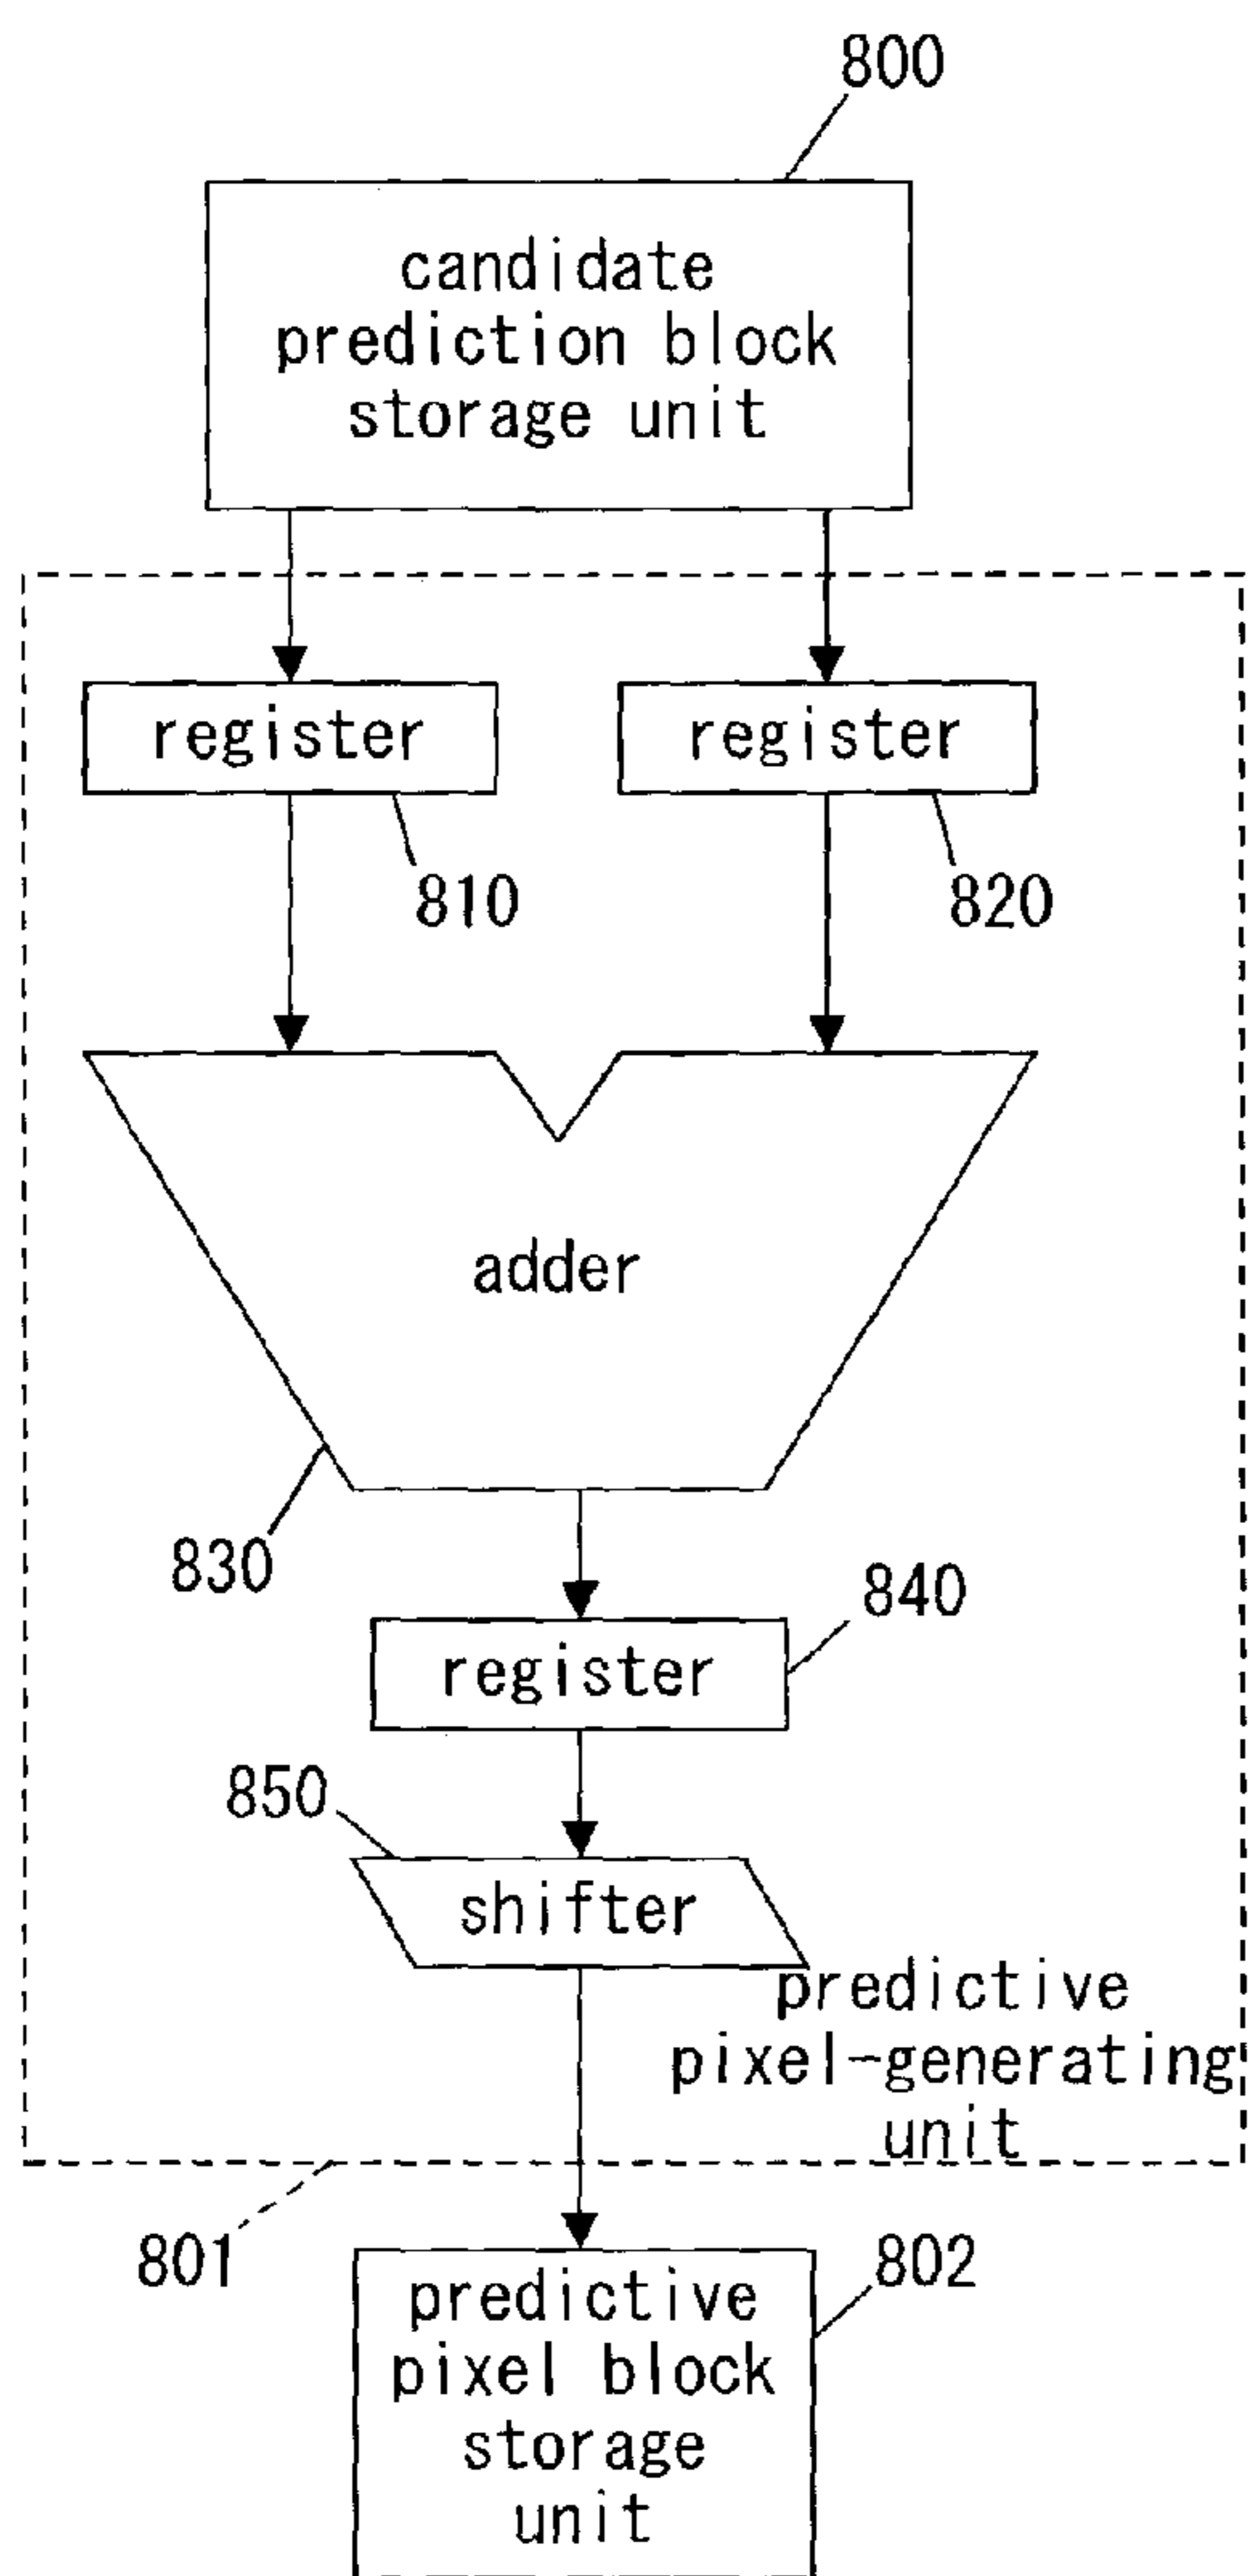 800
candidate
prediction block
storage unit
register
register
810
820
adder
830
840
register
850
shifter
predictive
pixel-generating
unit
801
802
predictive
pixel block
storage
unit